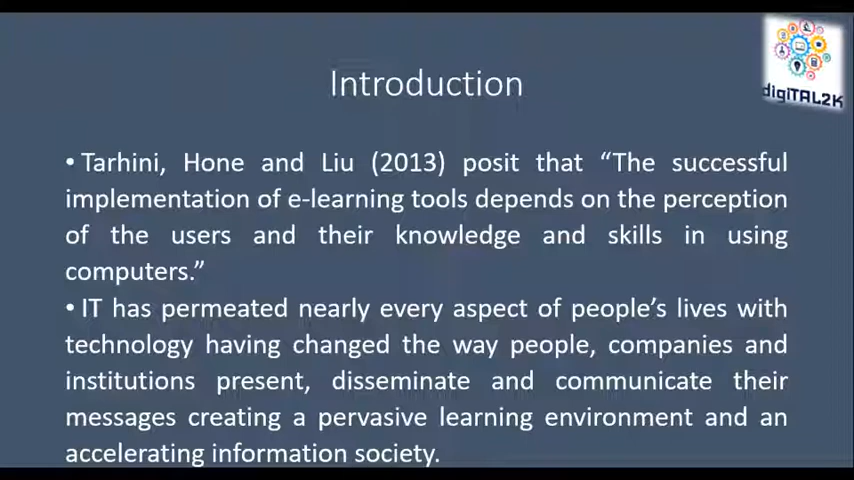 digiTAL2K
Introduction
• Tarhini, Hone and Liu (2013) posit that “The successful
implementation of e-learning tools depends on the perception
of the users and their knowledge and skills in using
computers.”
• IT has permeated nearly every aspect of people’s lives with
technology having changed the way people, companies and
institutions present, disseminate and communicate their
messages creating a pervasive learning environment and an
accelerating information society.